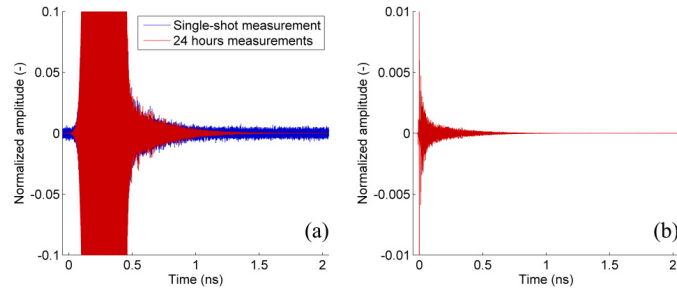 Single-shot measurement
24 hours measurements
Normalized amplitude (-)
0.1
0.05
0
-0.05
-0.1
(a)
0
0.5
1
1.5
2
Time (ns)
Normalized amplitude (-)
0.01
0.005
0
-0.005
-0.01
(b)
0
0.5
1
1.5
2
Time (ns)